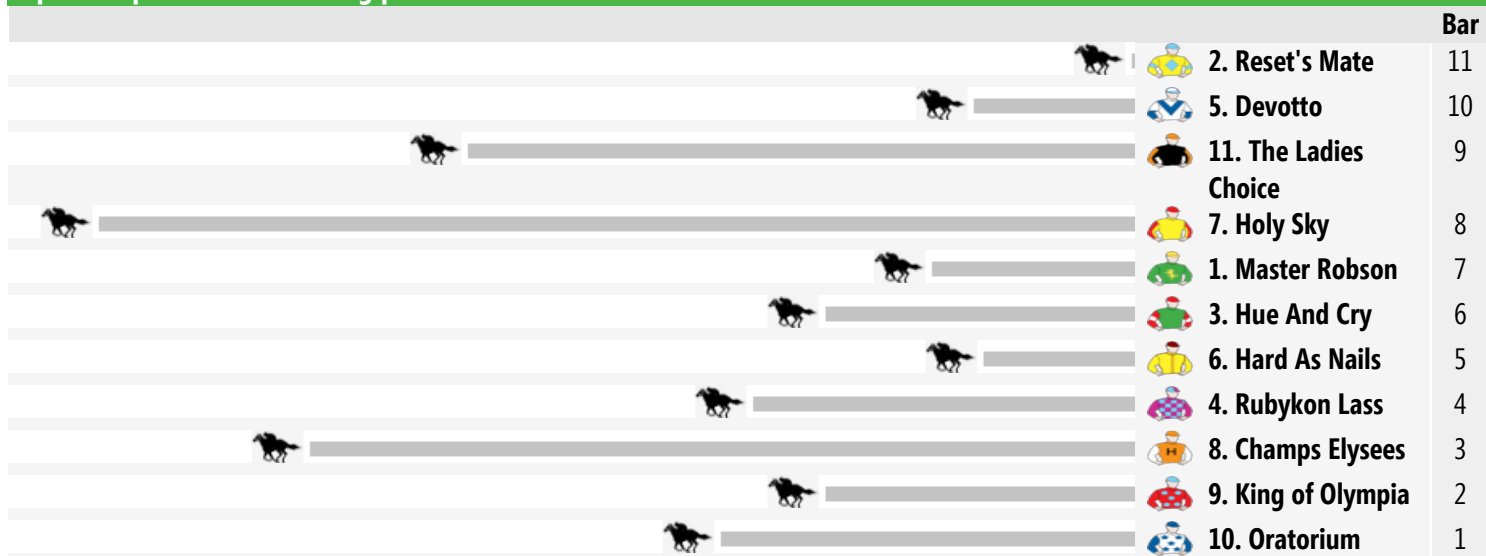 Bar
2. Reset's Mate 11
5. Devotto 10
11. The Ladies 9
Choice
7. Holy Sky 8
1. Master Robson 7
3. Hue And Cry 6
6. Hard As Nails 5
4. Rubykon Lass 4
H
8. Champs Elysees 3
9. King of Olympia 2
10. Oratorium 1